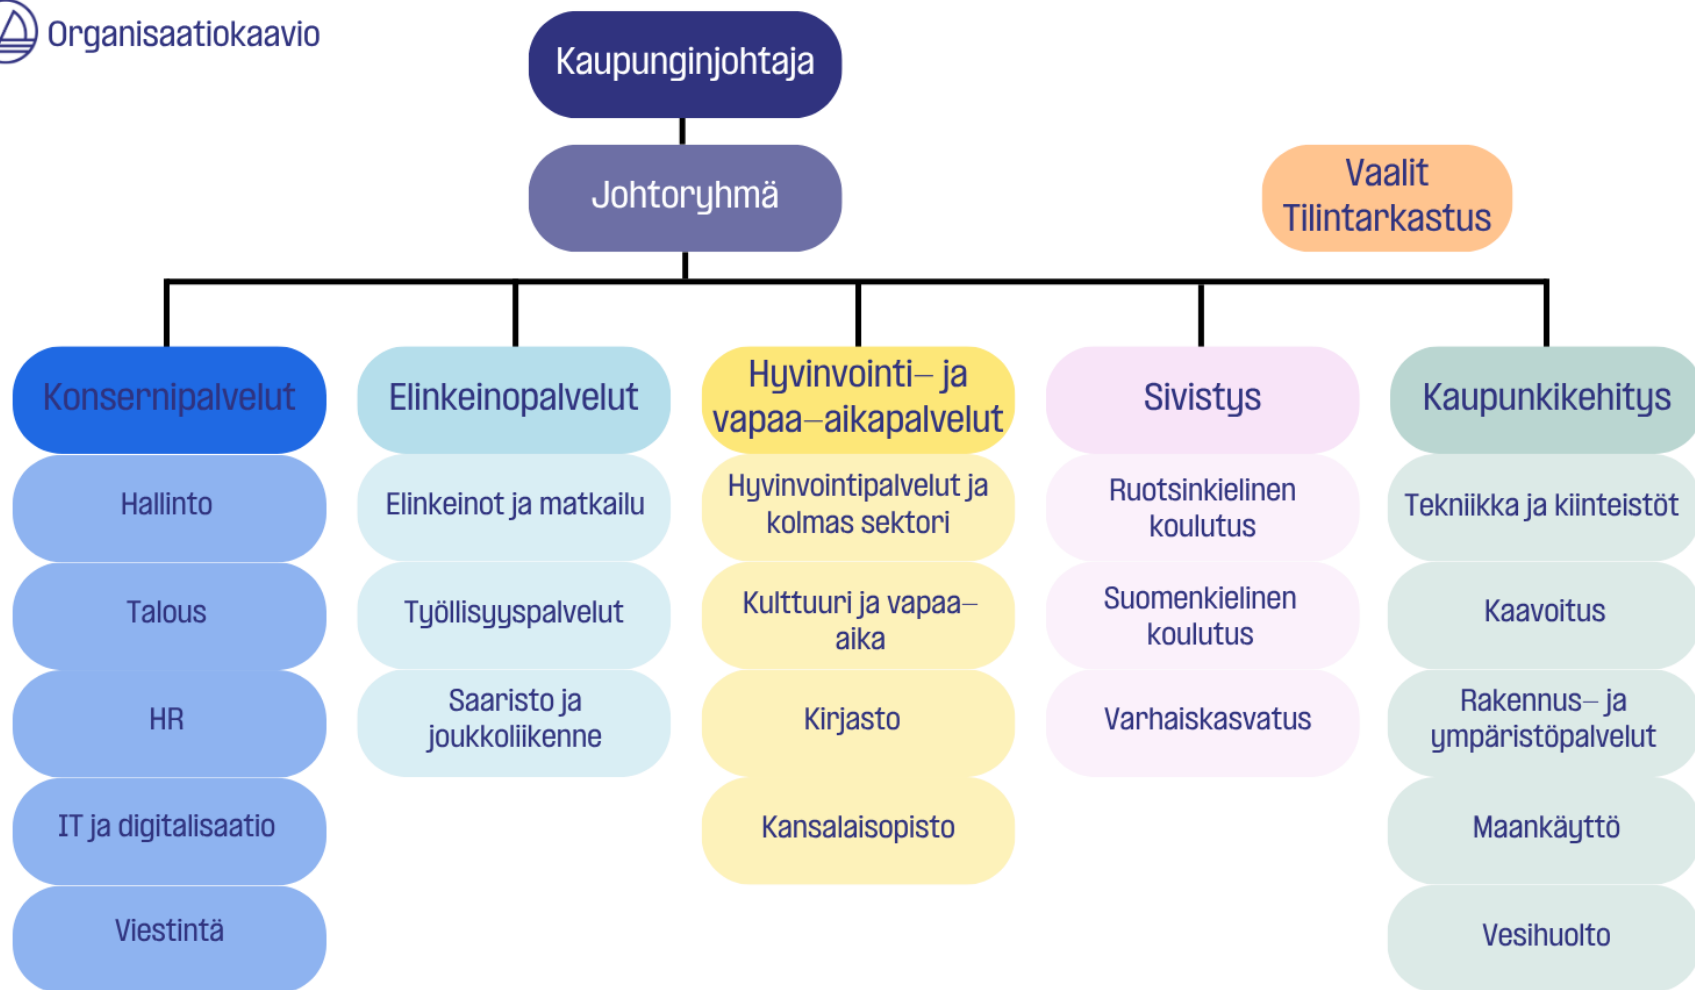 Organisaatiokaavio
Kaupunginjohtaja
Johtoryhmä
Vaalit
Tilintarkastus
Konsernipalvelut
Hallinto
Talous
HR
IT ja digitalisaatio
Viestintä
Elinkeinopalvelut
Elinkeinot ja matkailu
Työllisyyspalvelut
Saaristo ja
joukkoliikenne
Hyvinvointi– ja
vapaa–aikapalvelut
Hyvinvointipalvelut ja
kolmas sektori
Kulttuuri ja vapaa–
aika
Kirjasto
Kansalaisopisto
Sivistys
Ruotsinkielinen
koulutus
Suomenkielinen
koulutus
Varhaiskasvatus
Kaupunkikehitys
Tekniikka ja kiinteistöt
Kaavoitus
Rakennus– ja
ympäristöpalvelut
Maankäyttö
Vesihuolto